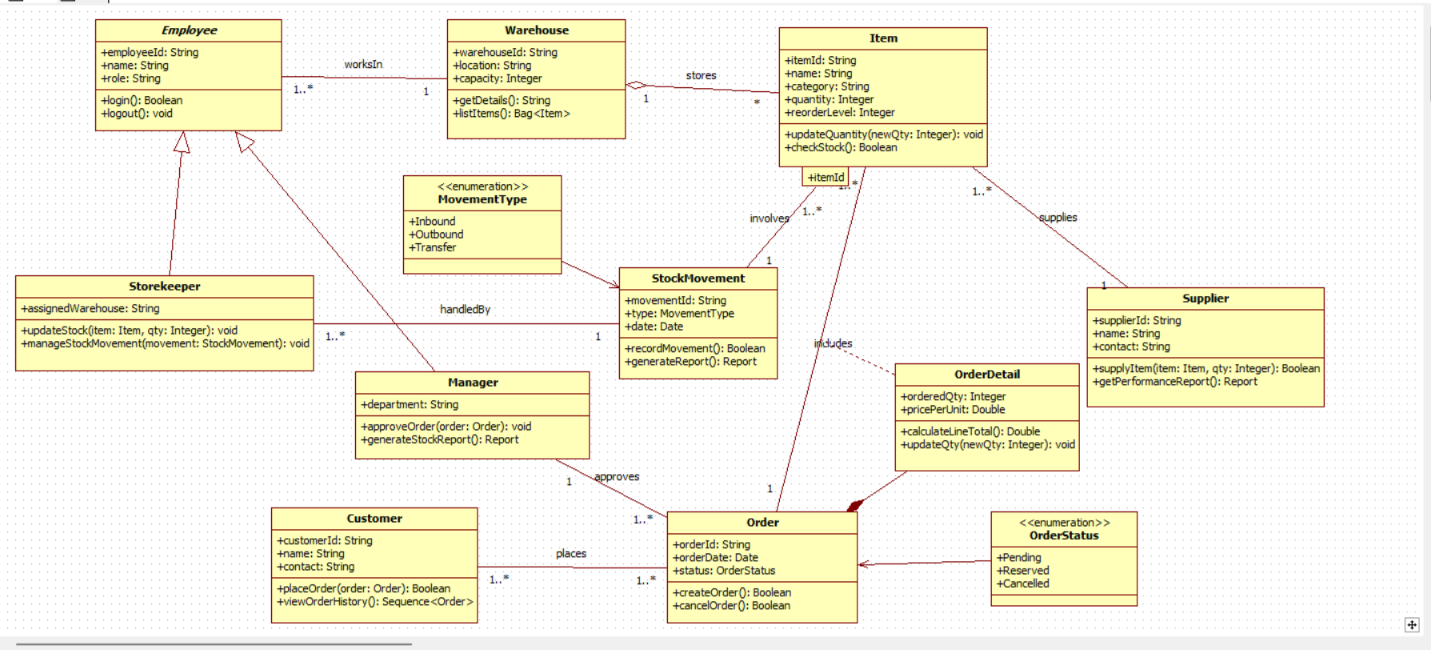 Employee
+employeeId: String
+name: String
+role: String
+login(): Boolean
+logout(): void
worksIn
1..*
1
Warehouse
+warehouseId: String
+location: String
+capacity: Integer
+getDetails(): String
+listItems(): Bag<Item>
stores
1
*
Item
+itemId: String
+name: String
+category: String
+quantity: Integer
+reorderLevel: Integer
+updateQuantity(newQty: Integer): void
+checkStock(): Boolean
+itemId
1..*
<<enumeration>>
MovementType
+Inbound
+Outbound
+Transfer
involves
1..*
1
1..*
supplies
1
Storekeeper
+assignedWarehouse: String
+updateStock(item: Item, qty: Integer): void
+manageStockMovement(movement: StockMovement): void
handledBy
1..*
1
StockMovement
+movementId: String
+type: MovementType
+date: Date
+recordMovement(): Boolean
+generateReport(): Report
Supplier
+supplierId: String
+name: String
+contact: String
+supplyItem(item: Item, qty: Integer): Boolean
+getPerformanceReport(): Report
includes
OrderDetail
+orderedQty: Integer
+pricePerUnit: Double
+calculateLineTotal(): Double
+updateQty(newQty: Integer): void
Manager
+department: String
+approveOrder(order: Order): void
+generateStockReport(): Report
1
approves
1..*
1
Customer
+customerId: String
+name: String
+contact: String
+placeOrder(order: Order): Boolean
+viewOrderHistory(): Sequence<Order>
places
1..*
1..*
Order
+orderId: String
+orderDate: Date
+status: OrderStatus
+createOrder(): Boolean
+cancelOrder(): Boolean
<<enumeration>>
OrderStatus
+Pending
+Reserved
+Cancelled